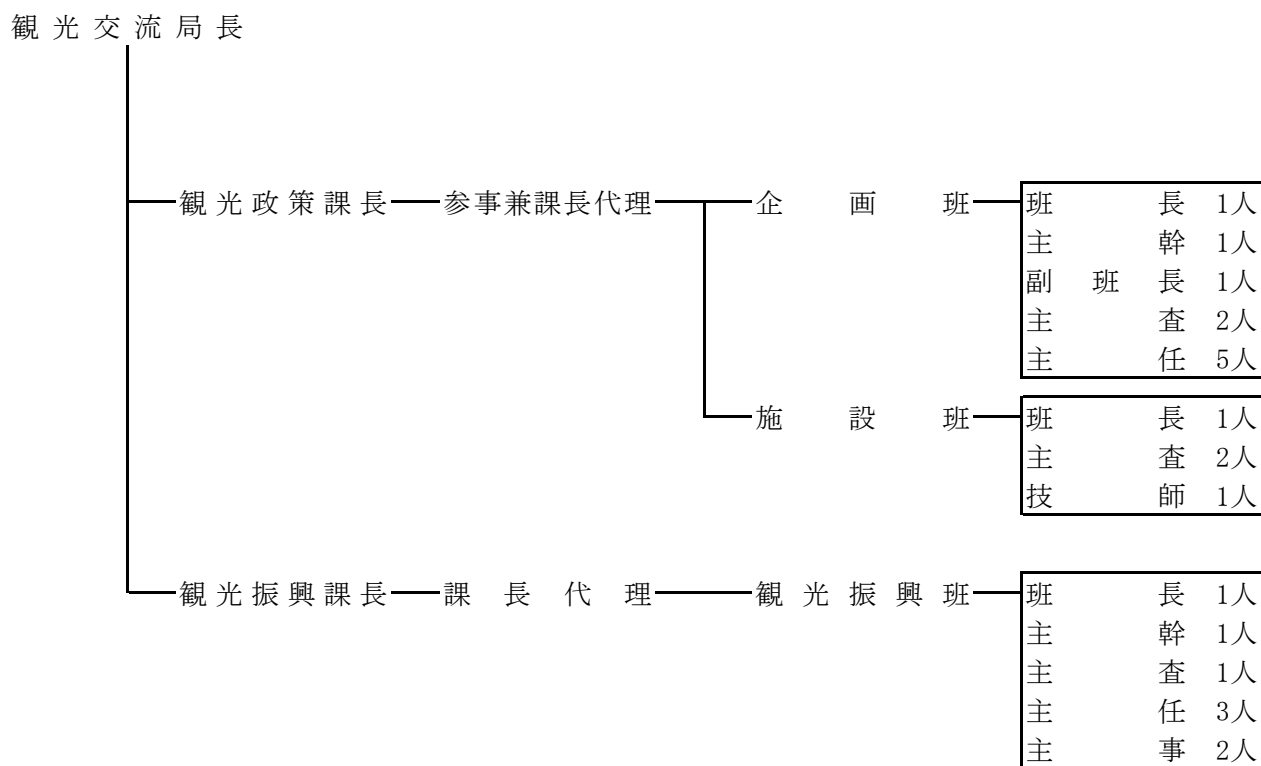 観光交流局長
観光政策課長 参事兼課長代理 企画班 班長 1人
主幹 1人
副班長 1人
主査 2人
主任 5人
施設班 班長 1人
主査 2人
技師 1人
観光振興課長 課長代理 観光振興班 班長 1人
主幹 1人
主査 1人
主任 3人
主事 2人